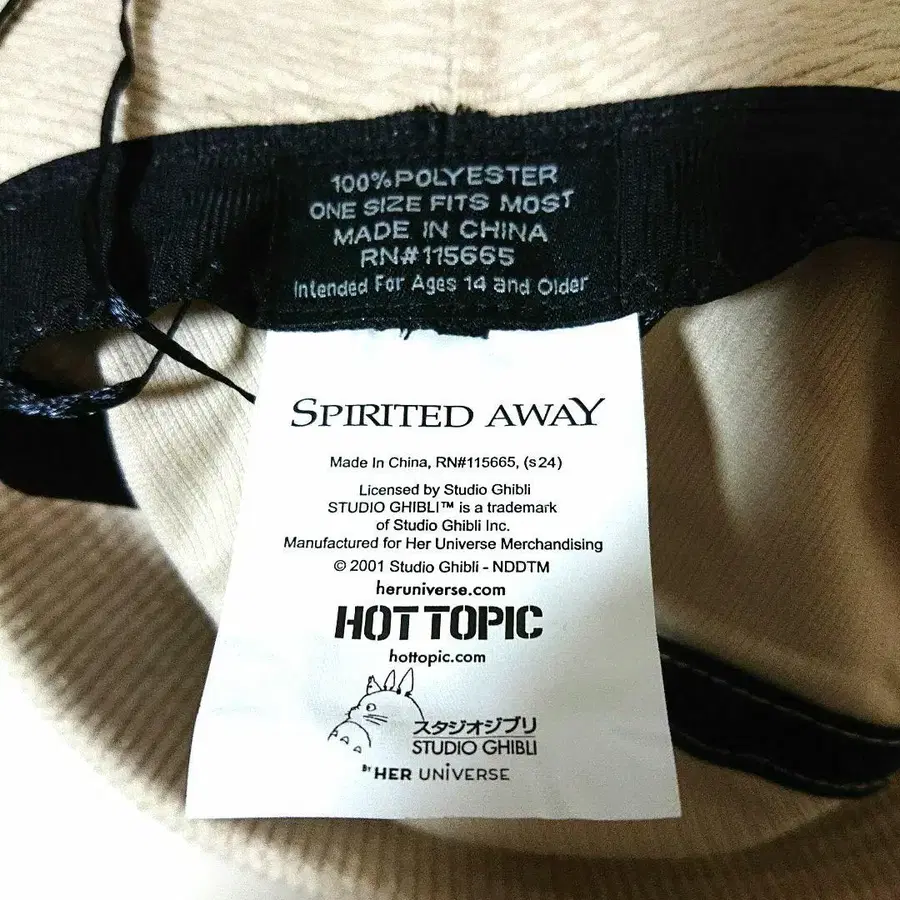 100% POLYESTER
ONE SIZE FITS MOST
MADE IN CHINA
RN#115665
Intended For Ages 14 and Older
SPIRITED AWAY
Made In China, RN#115665, (s24)
Licensed by Studio Ghibli
STUDIO GHIBLI™ is a trademark
of Studio Ghibli Inc.
Manufactured for Her Universe Merchandising
© 2001 Studio Ghibli - NDDTM
heruniverse.com
HOT TOPIC
hottopic.com
スタジオジブリ
STUDIO GHIBLI
BY HER UNIVERSE